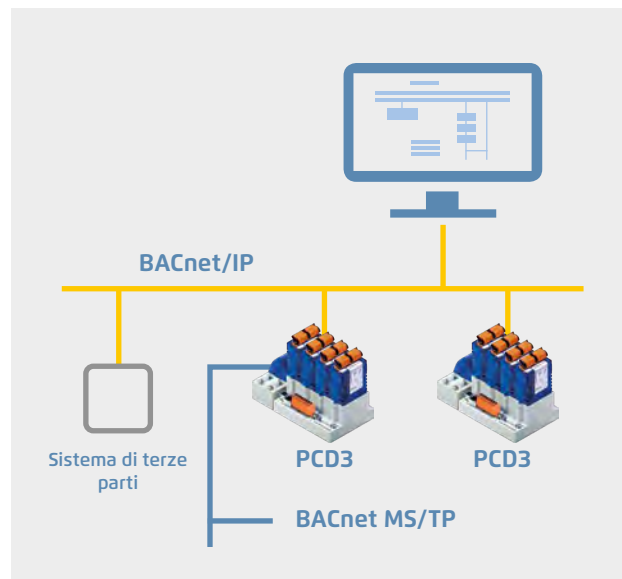 BACnet/IP
Sistema di terze
parti
PCD3
PCD3
BACnet MS/TP